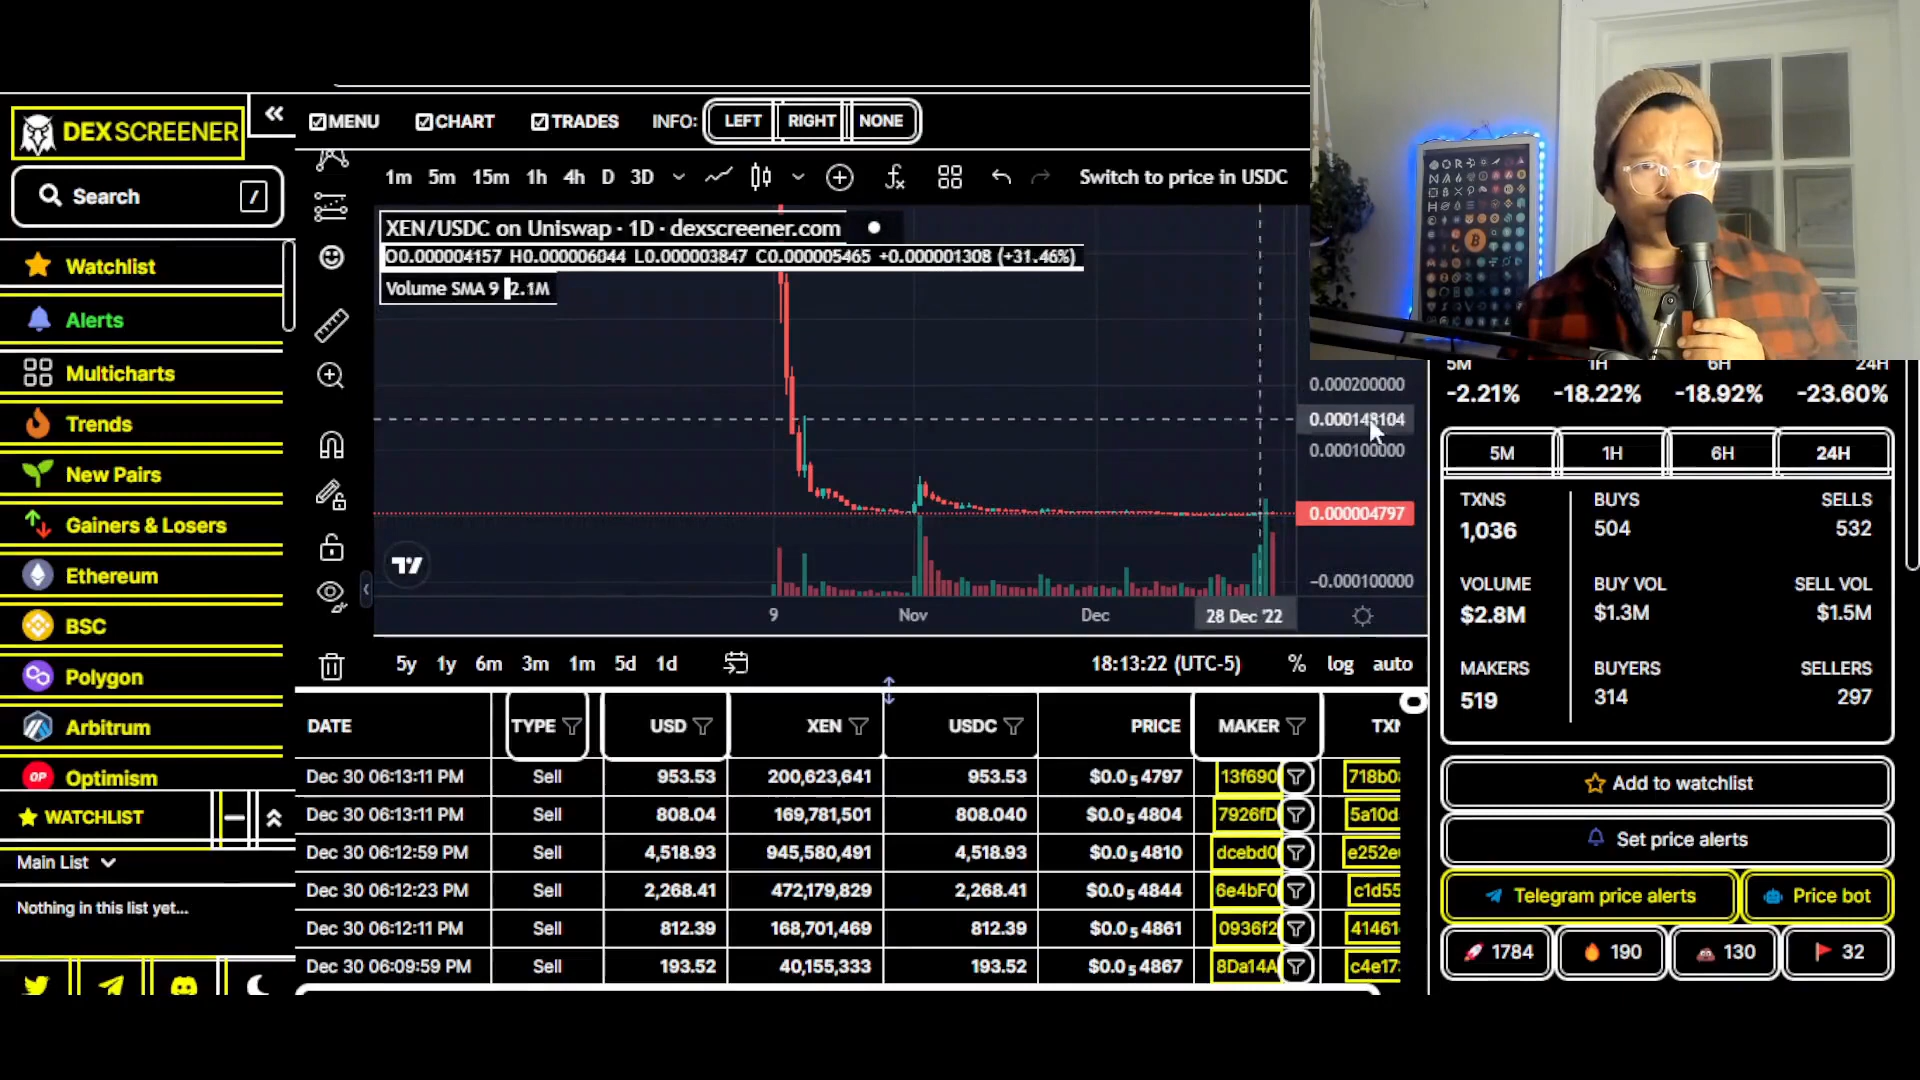 DEX SCREENER
Search /
Watchlist
Alerts
Multicharts
Trends
New Pairs
Gainers & Losers
Ethereum
BSC
Polygon
Arbitrum
OP Optimism
WATCHLIST
Main List
Nothing in this list yet...
MENU CHART TRADES INFO: LEFT RIGHT NONE
1m 5m 15m 1h 4h D 3D Switch to price in USDC
XEN/USDC on Uniswap · 1D · dexscreener.com
O0.000004157 H0.000006044 L0.000003847 C0.000005465 +0.000001308 (+31.46%)
Volume SMA 9 2.1M
0.000200000
0.000143104
0.000100000
0.000004797
−0.000100000
9 Nov Dec 28 Dec '22
5y 1y 6m 3m 1m 5d 1d 18:13:22 (UTC-5) % log auto
DATE TYPE USD XEN USDC PRICE MAKER
Dec 30 06:13:11 PM Sell 953.53 200,623,641 953.53 $0.0₅4797 13f690
Dec 30 06:13:11 PM Sell 808.04 169,781,501 808.040 $0.0₅4804 7926fD 5a10d
Dec 30 06:12:59 PM Sell 4,518.93 945,580,491 4,518.93 $0.0₅4810 dcebd0
Dec 30 06:12:23 PM Sell 2,268.41 472,179,829 2,268.41 $0.0₅4844 6e4bF0 c1d55
Dec 30 06:12:11 PM Sell 812.39 168,701,469 812.39 $0.0₅4861 0936f2 41461
Dec 30 06:09:59 PM Sell 193.52 40,155,333 193.52 $0.0₅4867 8Da14A
5M 1H 6H 24H
-2.21% -18.22% -18.92% -23.60%
5M 1H 6H 24H
TXNS BUYS SELLS
1,036 504 532
VOLUME BUY VOL SELL VOL
$2.8M $1.3M $1.5M
MAKERS BUYERS SELLERS
519 314 297
Add to watchlist
Set price alerts
Telegram price alerts Price bot
1784 190 130 32